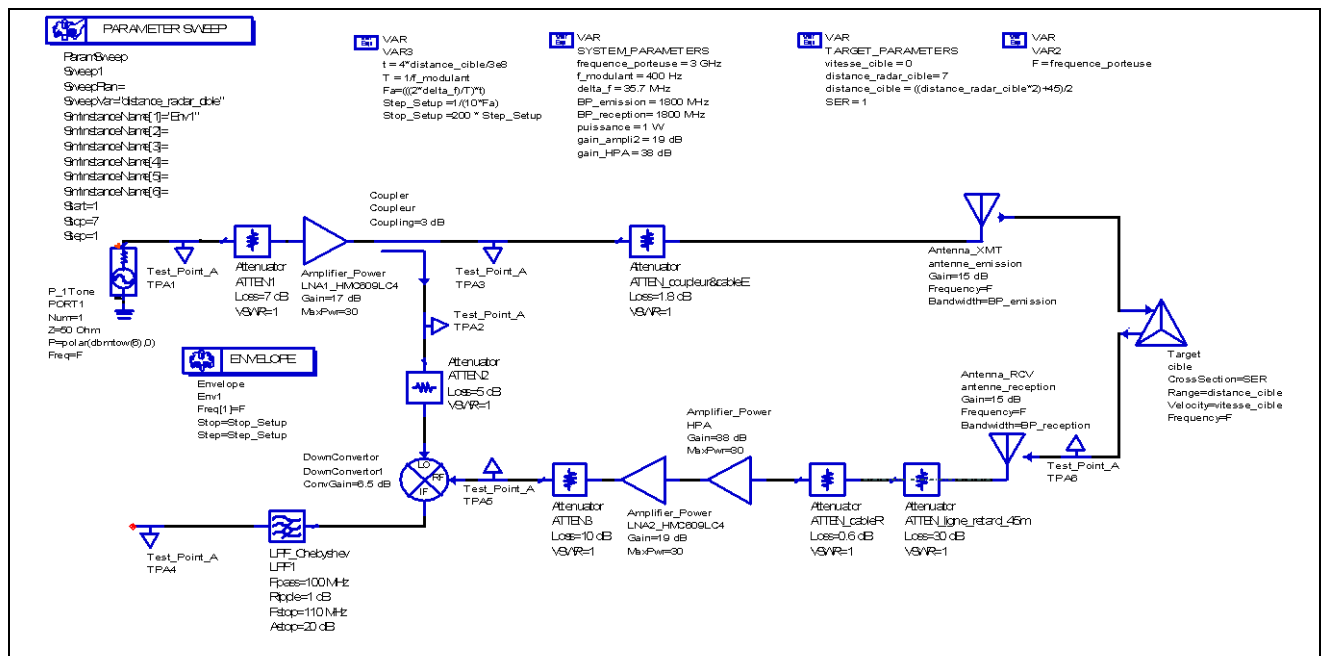 PARAMETER SWEEP
ParamSweep
Sweep1
SweepPlan=
SweepVar="distance_radar_cible"
SimInstanceName[1]="Env1"
SimInstanceName[2]=
SimInstanceName[3]=
SimInstanceName[4]=
SimInstanceName[5]=
SimInstanceName[6]=
Start=1
Stop=7
Step=1
Var
Eqn
VAR
VAR3
t = 4*distance_cible/3e8
T = 1/f_modulant
Fa=(((2*delta_f)/T)*t)
Step_Setup =1/(10*Fa)
Stop_Setup =200 * Step_Setup
Var
Eqn
VAR
SYSTEM_PARAMETERS
frequence_porteuse = 3 GHz
f_modulant = 400 Hz
delta_f = 35.7 MHz
BP_emission = 1800 MHz
BP_reception= 1800 MHz
puissance = 1 W
gain_ampli2 = 19 dB
gain_HPA = 38 dB
Var
Eqn
VAR
TARGET_PARAMETERS
vitesse_cible = 0
distance_radar_cible= 7
distance_cible = ((distance_radar_cible*2)+45)/2
SER = 1
Var
Eqn
VAR
VAR2
F = frequence_porteuse
P_1Tone
PORT1
Num=1
Z=50 Ohm
P=polar(dbmtow(6),0)
Freq=F
Test_Point_A
TPA1
Attenuator
ATTEN1
Loss=7 dB
VSWR=1
Amplifier_Power
LNA1_HMC609LC4
Gain=17 dB
MaxPwr=30
Coupler
Coupleur
Coupling=3 dB
Test_Point_A
TPA3
Attenuator
ATTEN_coupleur&cableE
Loss=1.8 dB
VSWR=1
Antenna_XMT
antenne_emission
Gain=15 dB
Frequency=F
Bandwidth=BP_emission
Target
cible
CrossSection=SER
Range=distance_cible
Velocity=vitesse_cible
Frequency=F
ENVELOPE
Envelope
Env1
Freq[1]=F
Stop=Stop_Setup
Step=Step_Setup
Test_Point_A
TPA2
Attenuator
ATTEN2
Loss=5 dB
VSWR=1
DownConvertor
DownConvertor1
ConvGain=6.5 dB
LO
RF
IF
Test_Point_A
TPA5
Attenuator
ATTEN3
Loss=10 dB
VSWR=1
Amplifier_Power
LNA2_HMC609LC4
Gain=19 dB
MaxPwr=30
Amplifier_Power
HPA
Gain=38 dB
MaxPwr=30
Attenuator
ATTEN_cableR
Loss=0.6 dB
VSWR=1
Attenuator
ATTEN_ligne_retard_45m
Loss=30 dB
VSWR=1
Antenna_RCV
antenne_reception
Gain=15 dB
Frequency=F
Bandwidth=BP_reception
Test_Point_A
TPA6
Test_Point_A
TPA4
LPF_Chebyshev
LPF1
Fpass=100 MHz
Ripple=1 dB
Fstop=110 MHz
Astop=20 dB